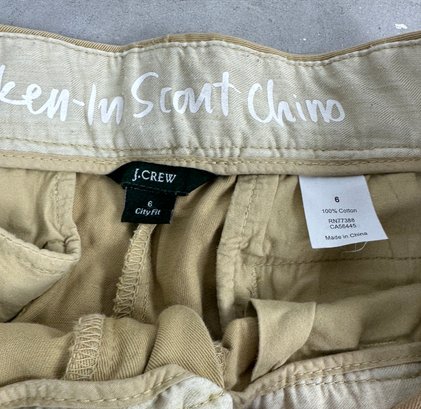 ken-In Scout Chino
J.CREW
6
City Fit
6
100% Cotton
RN77388
CA56445
Made in China